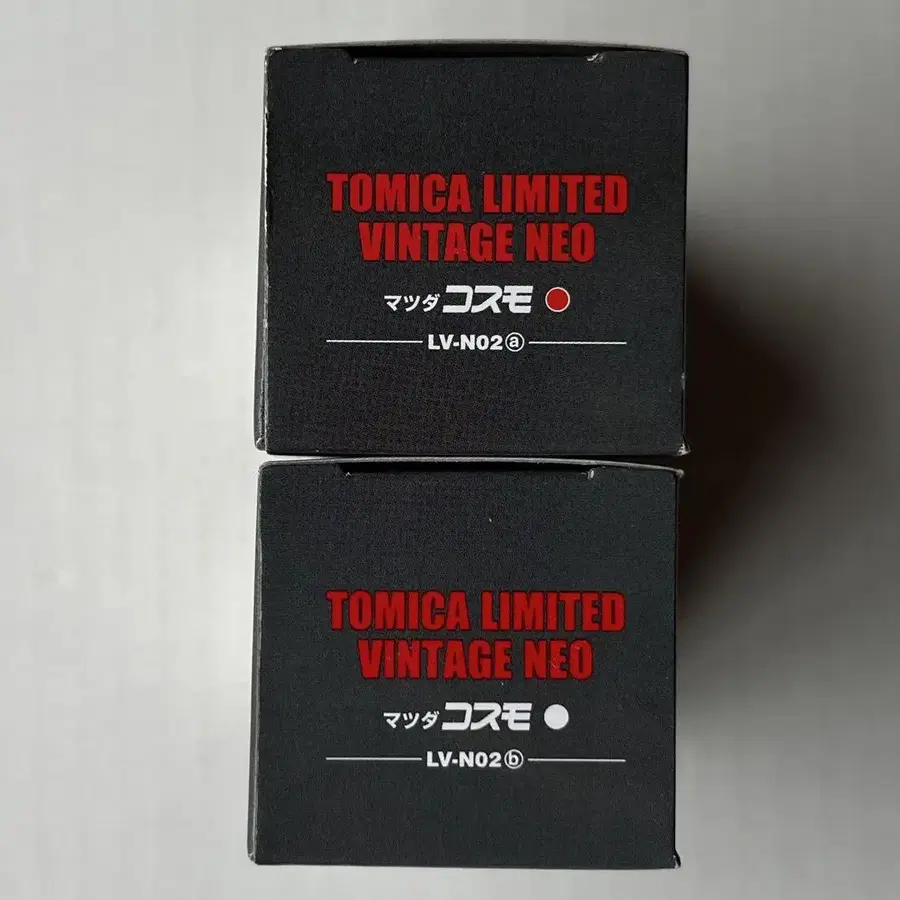 TOMICA LIMITED
VINTAGE NEO
マツダ コスモ
LV-N02ⓐ
TOMICA LIMITED
VINTAGE NEO
マツダ コスモ
LV-N02ⓑ